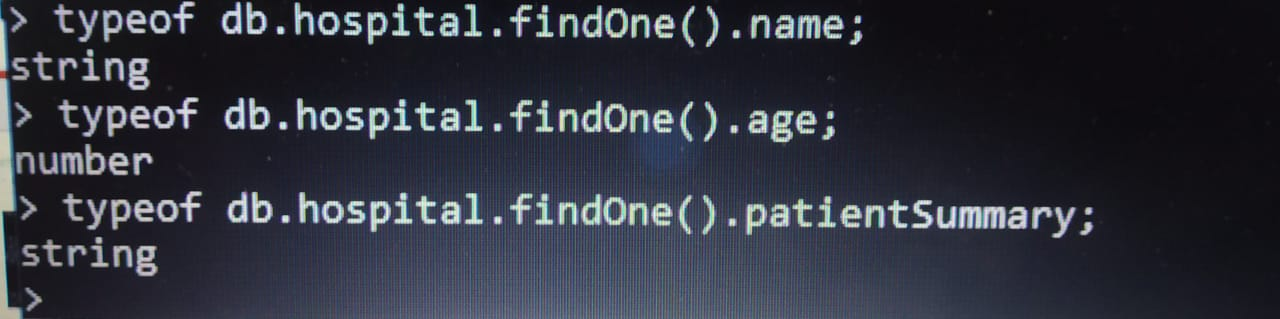 > typeof db.hospital.findOne().name;
string
> typeof db.hospital.findOne().age;
number
> typeof db.hospital.findOne().patientSummary;
string
>